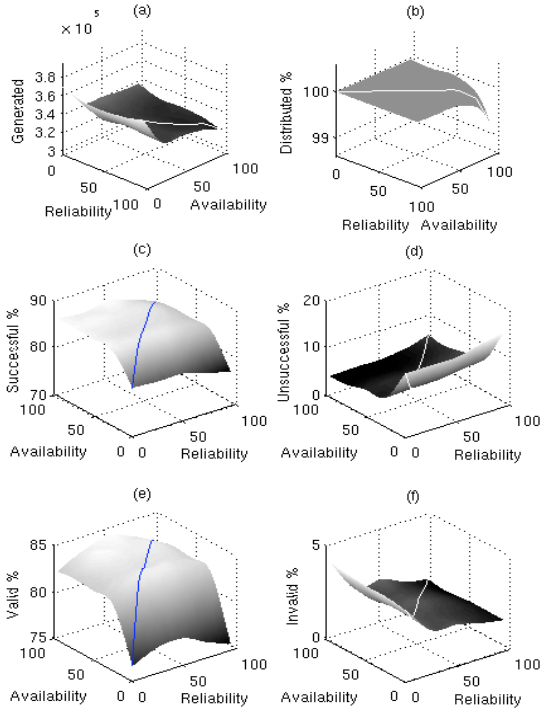 (a)
× 10 5
3.8
3.6
3.4
3.2
3
Generated
0
50
100
Reliability
0
50
100
Availability
(b)
100
99
Distributed %
0
50
100
Reliability
0
50
100
Availability
(c)
90
80
70
Successful %
100
50
0
Availability
0
50
100
Reliability
(d)
20
10
0
Unsuccessful %
100
50
0
Availability
0
50
100
Reliability
(e)
85
80
75
Valid %
100
50
0
Availability
0
50
100
Reliability
(f)
5
0
Invalid %
100
50
0
Availability
0
50
100
Reliability